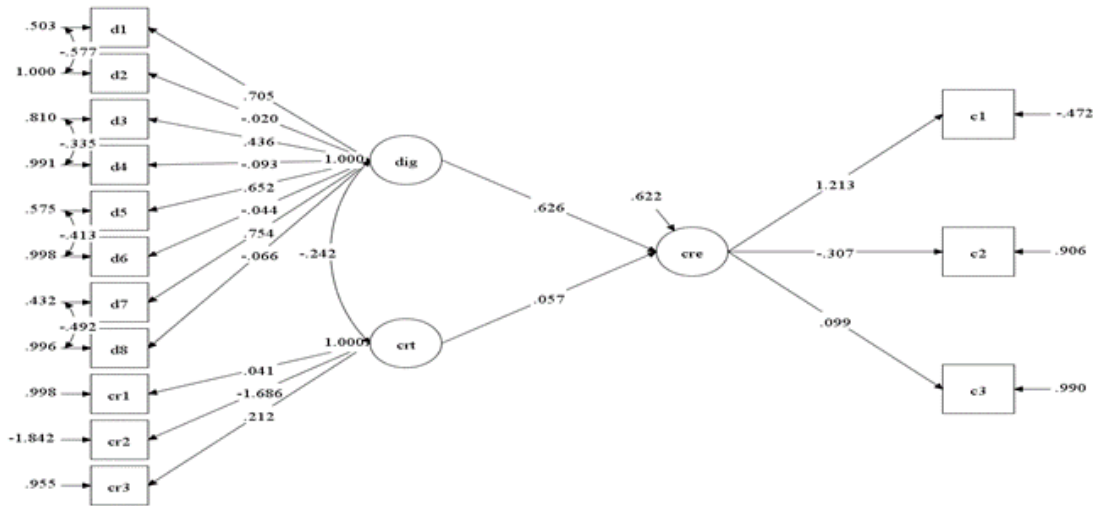 .503
d1
-.577
1.000
d2
.705
.810
d3
-.020
-.335
.436
.991
d4
-.093
1.000
dig
.652
.575
d5
-.044
-.413
.754
.998
d6
-.066
.432
d7
-.492
.996
d8
-.242
1.000
crt
.998
cr1
.041
-1.686
-1.842
cr2
.212
.955
cr3
.626
.057
.622
cre
1.213
-.307
.099
c1
-.472
c2
.906
c3
.990